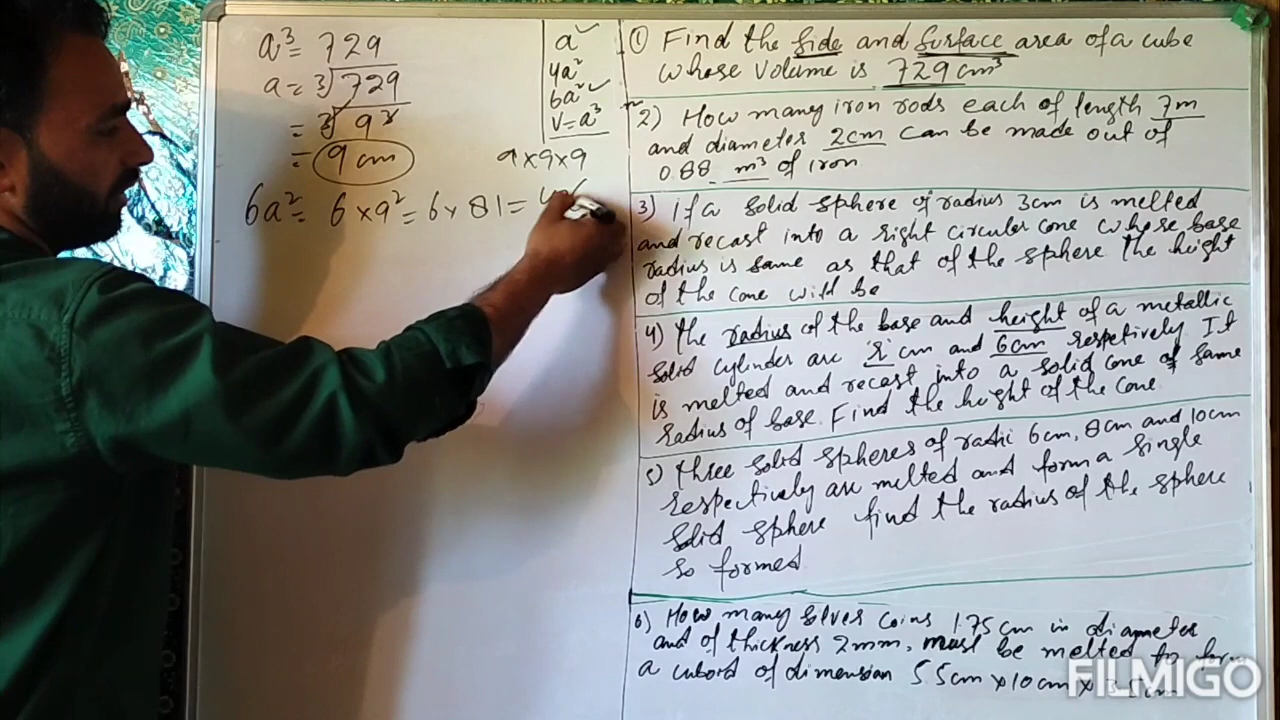 a³ = 729
a = ³√729
= ³√9³
= 9 cm
6a² = 6 × 9² = 6 × 81 =
a
4a²
6a²
V = a³
9 × 9 × 9
① Find the Side and Surface area of a cube
whose Volume is 729 cm³
2) How many iron rods each of length 7m
and diameter 2cm can be made out of
0.88 m³ of iron
3) If a solid sphere of radius 3cm is melted
and recast into a right circular cone whose base
radius is same as that of the sphere the height
of the cone will be
4) the radius of the base and height of a metallic
solid cylinder are r cm and 6cm respetively It
is melted and recast into a solid cone of same
radius of base. Find the height of the cone
5) three solid spheres of radii 6cm, 8cm and 10cm
respectively are melted and form a single
solid sphere find the radius of the sphere
so formed
6) How many silver coins 1.75 cm in diameter
and of thickness 2mm, must be melted to form
a cuboid of dimension 5.5cm × 10cm × 3.5cm
FILMIGO